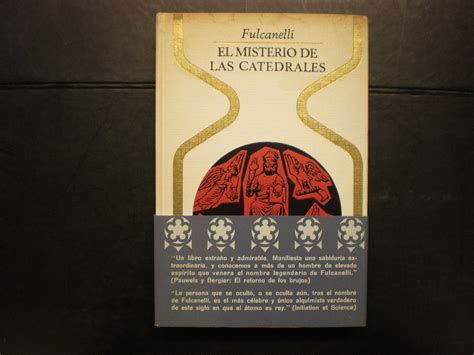 Fulcanelli
EL MISTERIO DE
LAS CATEDRALES
"Un libro extraño y admirable. Manifiesta una sabiduría ex-
traordinaria, y conocemos a más de un hombre de elevado
espíritu que venera el nombre legendario de Fulcanelli."
(Pauwels y Bergier: El retorno de los brujos)
"La persona que se ocultó, o se oculta aún, tras el nombre
de Fulcanelli, es el más célebre y único alquimista verdadero
de este siglo en que el átomo es rey." (Initiation et Science)